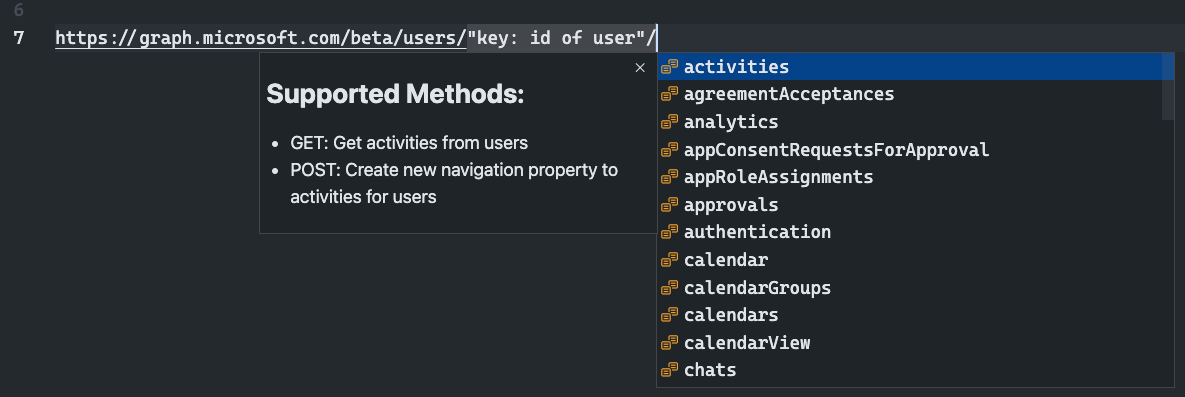 6
7 https://graph.microsoft.com/beta/users/"key: id of user"/
Supported Methods:
• GET: Get activities from users
• POST: Create new navigation property to
activities for users
activities
agreementAcceptances
analytics
appConsentRequestsForApproval
appRoleAssignments
approvals
authentication
calendar
calendarGroups
calendars
calendarView
chats